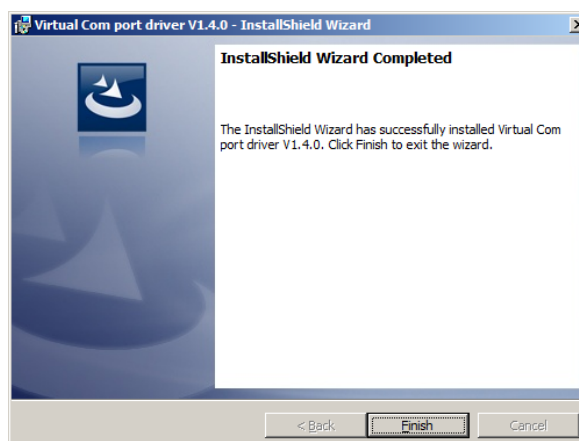 Virtual Com port driver V1.4.0 - InstallShield Wizard
InstallShield Wizard Completed
The InstallShield Wizard has successfully installed Virtual Com
port driver V1.4.0. Click Finish to exit the wizard.
< Back Finish Cancel